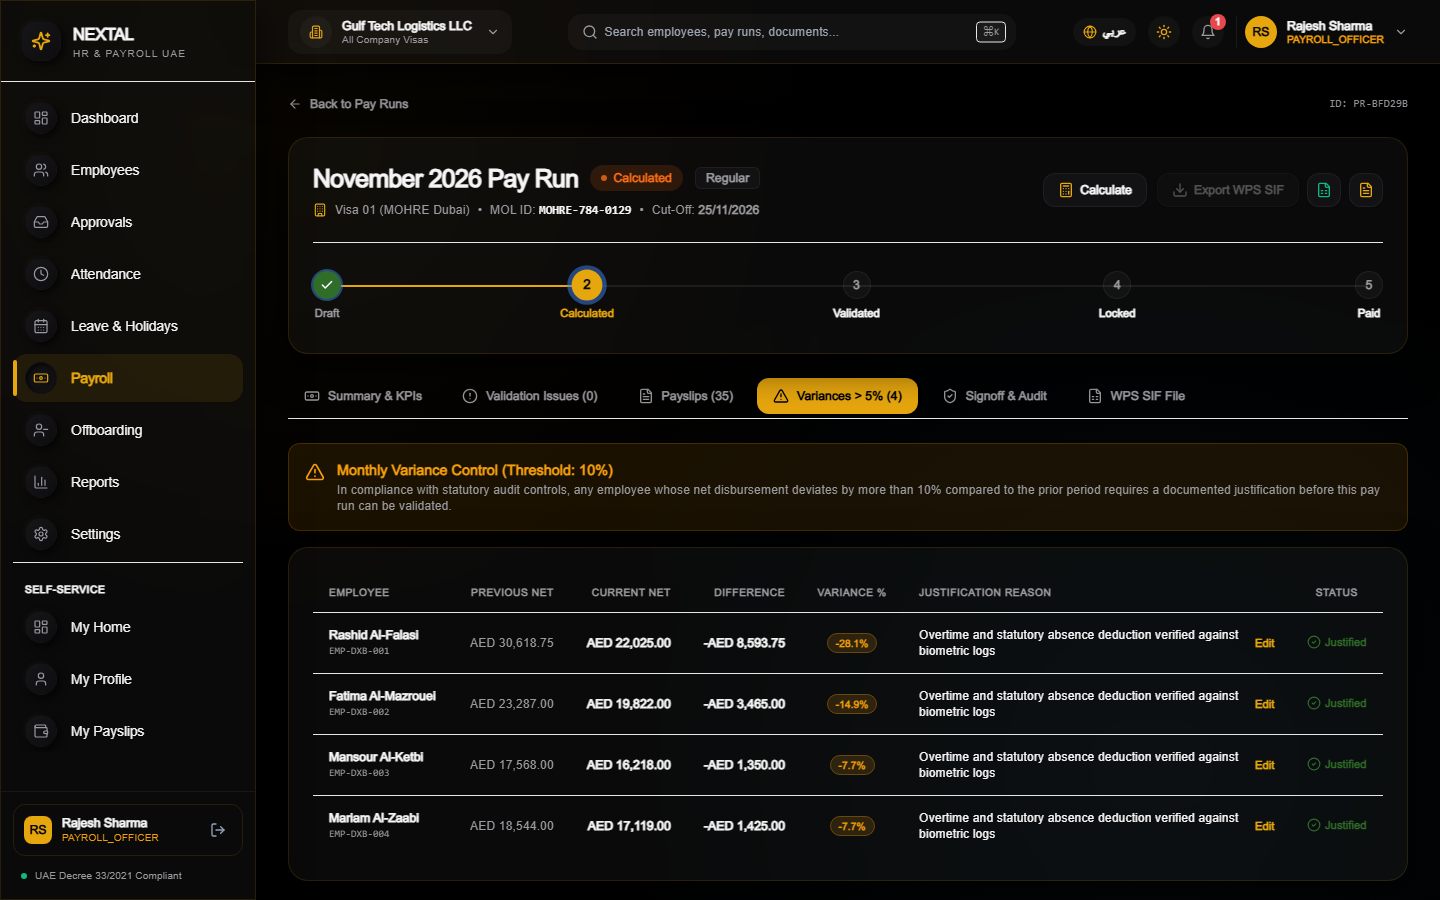 NEXTAL
HR & PAYROLL UAE
Gulf Tech Logistics LLC
All Company Visas
Search employees, pay runs, documents...
⌘K
عربي
1
RS
Rajesh Sharma
PAYROLL_OFFICER
Dashboard
Employees
Approvals
Attendance
Leave & Holidays
Payroll
Offboarding
Reports
Settings
SELF-SERVICE
My Home
My Profile
My Payslips
RS
Rajesh Sharma
PAYROLL_OFFICER
UAE Decree 33/2021 Compliant
Back to Pay Runs
ID: PR-BFD29B
November 2026 Pay Run
Calculated
Regular
Visa 01 (MOHRE Dubai) • MOL ID: MOHRE-784-0129 • Cut-Off: 25/11/2026
Calculate
Export WPS SIF
2
3
4
5
Draft
Calculated
Validated
Locked
Paid
Summary & KPIs
Validation Issues (0)
Payslips (35)
Variances > 5% (4)
Signoff & Audit
WPS SIF File
Monthly Variance Control (Threshold: 10%)
In compliance with statutory audit controls, any employee whose net disbursement deviates by more than 10% compared to the prior period requires a documented justification before this pay
run can be validated.
EMPLOYEE PREVIOUS NET CURRENT NET DIFFERENCE VARIANCE % JUSTIFICATION REASON STATUS
Rashid Al-Falasi
EMP-DXB-001
AED 30,618.75 AED 22,025.00 -AED 8,593.75 -28.1%
Overtime and statutory absence deduction verified against
biometric logs
Edit
Justified
Fatima Al-Mazrouei
EMP-DXB-002
AED 23,287.00 AED 19,822.00 -AED 3,465.00 -14.9%
Overtime and statutory absence deduction verified against
biometric logs
Edit
Justified
Mansour Al-Ketbi
EMP-DXB-003
AED 17,568.00 AED 16,218.00 -AED 1,350.00 -7.7%
Overtime and statutory absence deduction verified against
biometric logs
Edit
Justified
Mariam Al-Zaabi
EMP-DXB-004
AED 18,544.00 AED 17,119.00 -AED 1,425.00 -7.7%
Overtime and statutory absence deduction verified against
biometric logs
Edit
Justified